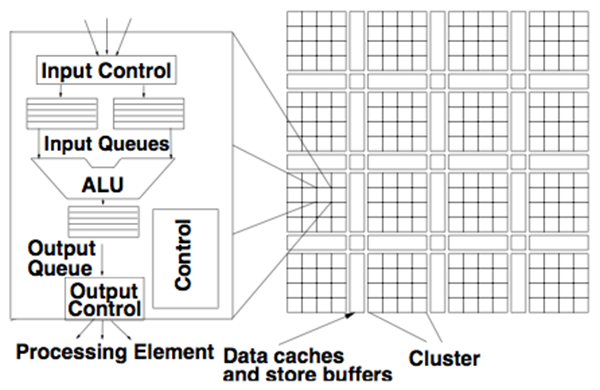 Input Control
Input Queues
ALU
Output
Queue
Control
Output
Control
Processing Element
Data caches
and store buffers
Cluster